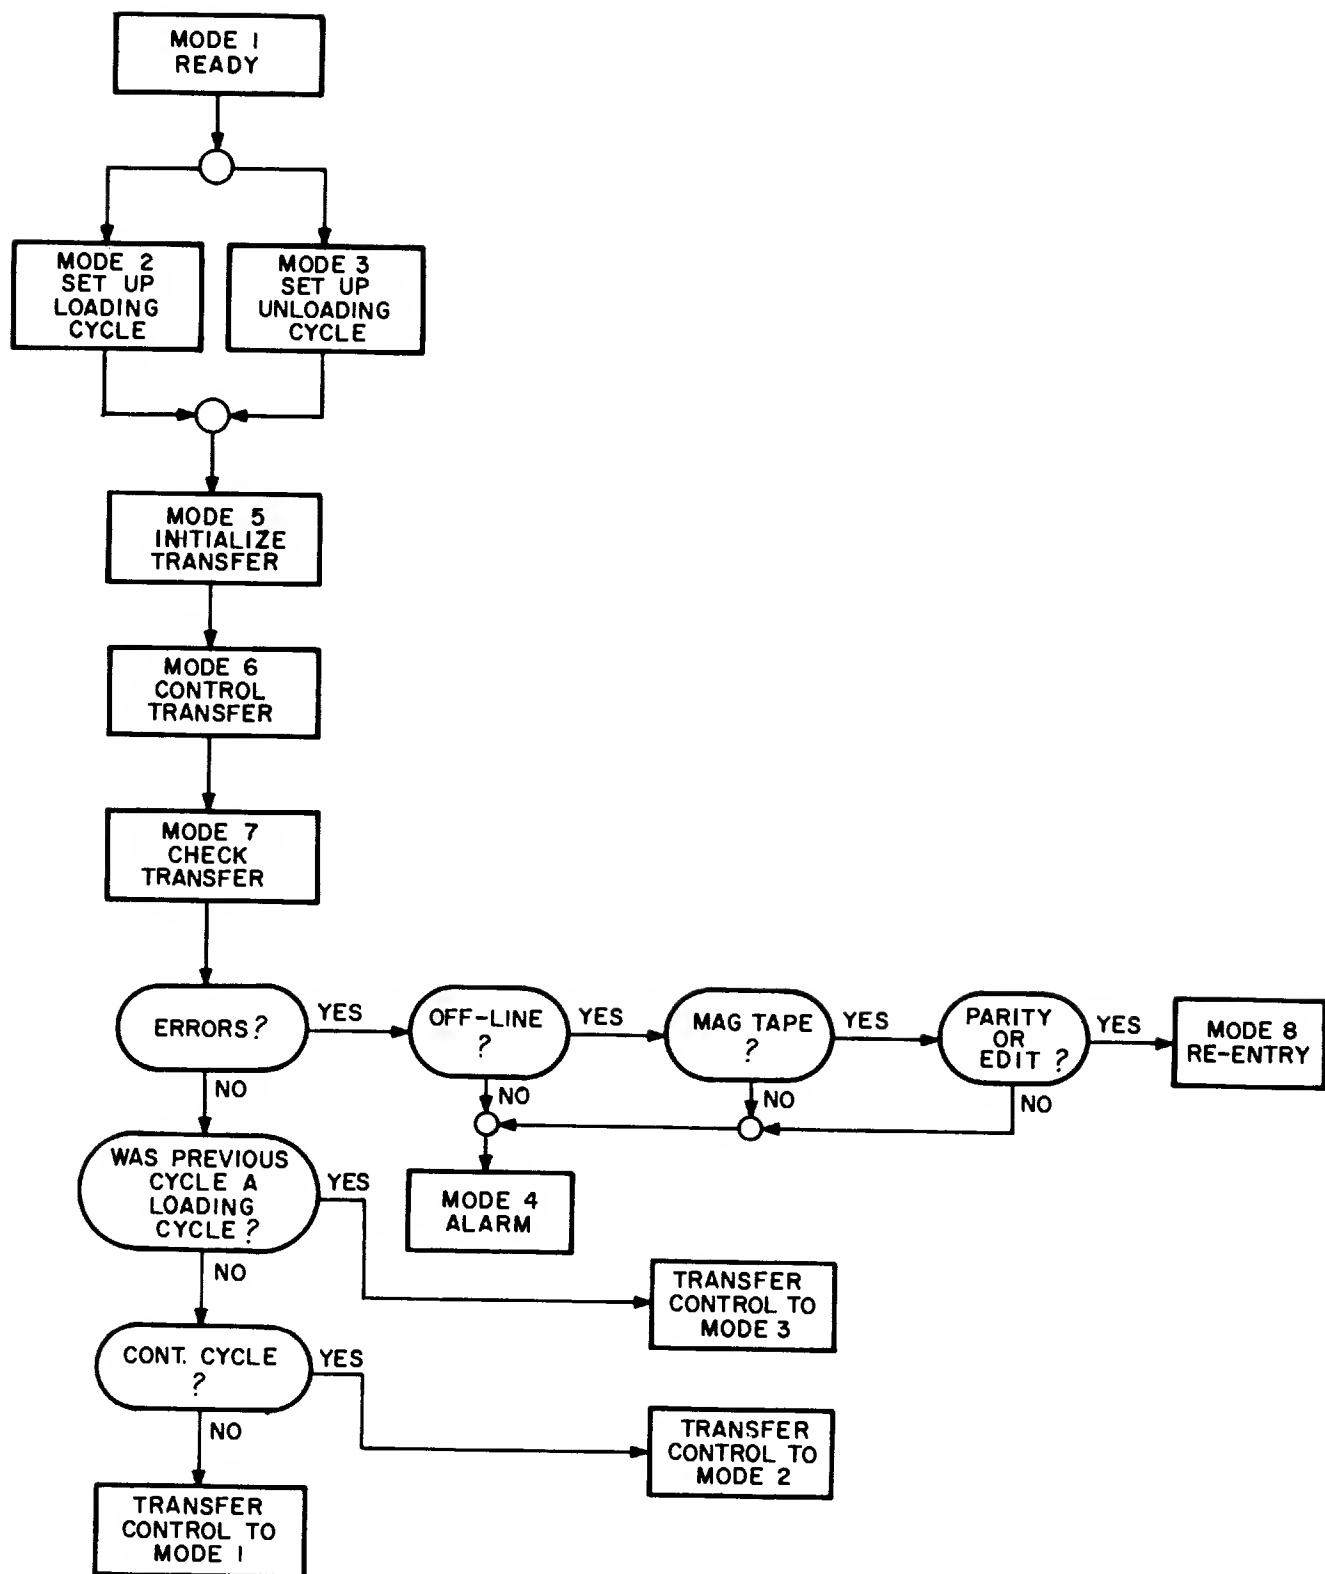 MODE 1
READY
MODE 2
SET UP
LOADING
CYCLE
MODE 3
SET UP
UNLOADING
CYCLE
MODE 5
INITIALIZE
TRANSFER
MODE 6
CONTROL
TRANSFER
MODE 7
CHECK
TRANSFER
ERRORS?
YES
NO
OFF-LINE
?
YES
NO
MAG TAPE
?
YES
NO
PARITY
OR
EDIT ?
YES
NO
MODE 8
RE-ENTRY
MODE 4
ALARM
WAS PREVIOUS
CYCLE A
LOADING
CYCLE ?
YES
NO
TRANSFER
CONTROL TO
MODE 3
CONT. CYCLE
?
YES
NO
TRANSFER
CONTROL TO
MODE 2
TRANSFER
CONTROL TO
MODE 1